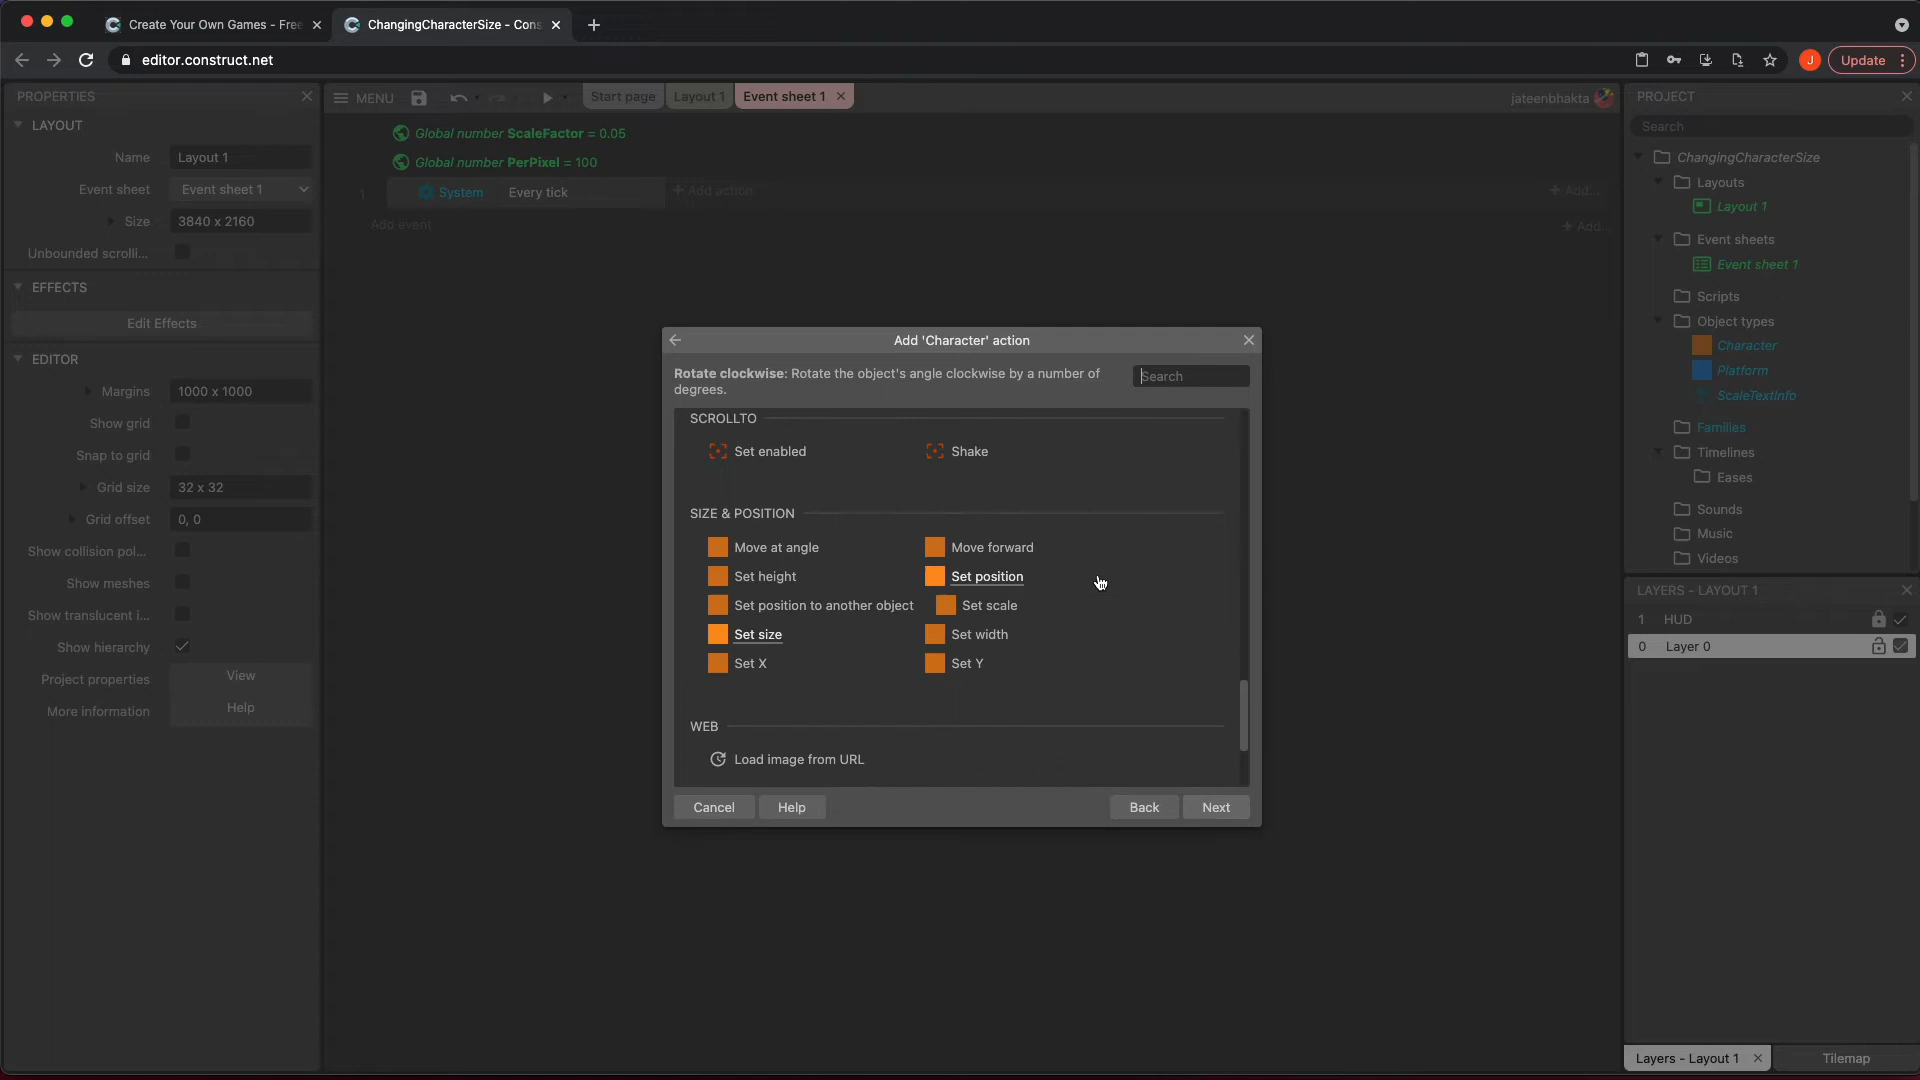 Create Your Own Games - Free
ChangingCharacterSize - Cons
editor.construct.net
J
Update
PROPERTIES
LAYOUT
Name
Layout 1
Event sheet
Event sheet 1
Size
3840 x 2160
Unbounded scrolli...
EFFECTS
Edit Effects
EDITOR
Margins
1000 x 1000
Show grid
Snap to grid
Grid size
32 x 32
Grid offset
0, 0
Show collision pol...
Show meshes
Show translucent i...
Show hierarchy
Project properties
View
More information
Help
MENU
Start page
Layout 1
Event sheet 1
jateenbhakta
Global number ScaleFactor = 0.05
Global number PerPixel = 100
1
System
Every tick
+ Add action
+ Add...
Add event
+ Add...
Add 'Character' action
Rotate clockwise: Rotate the object's angle clockwise by a number of
degrees.
Search
SCROLLTO
Set enabled
Shake
SIZE & POSITION
Move at angle
Move forward
Set height
Set position
Set position to another object
Set scale
Set size
Set width
Set X
Set Y
WEB
Load image from URL
Cancel
Help
Back
Next
PROJECT
Search
ChangingCharacterSize
Layouts
Layout 1
Event sheets
Event sheet 1
Scripts
Object types
Character
Platform
ScaleTextInfo
Families
Timelines
Eases
Sounds
Music
Videos
LAYERS - LAYOUT 1
1 HUD
0 Layer 0
Layers - Layout 1
Tilemap